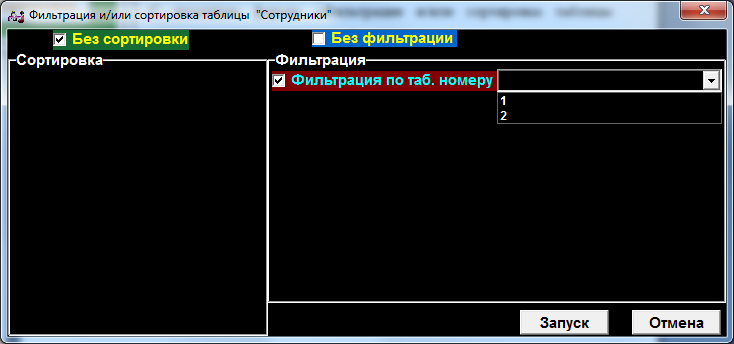 Фильтрация и/или сортировка таблицы "Сотрудники"
Без сортировки
Без фильтрации
Сортировка
Фильтрация
Фильтрация по таб. номеру
1
2
Запуск
Отмена